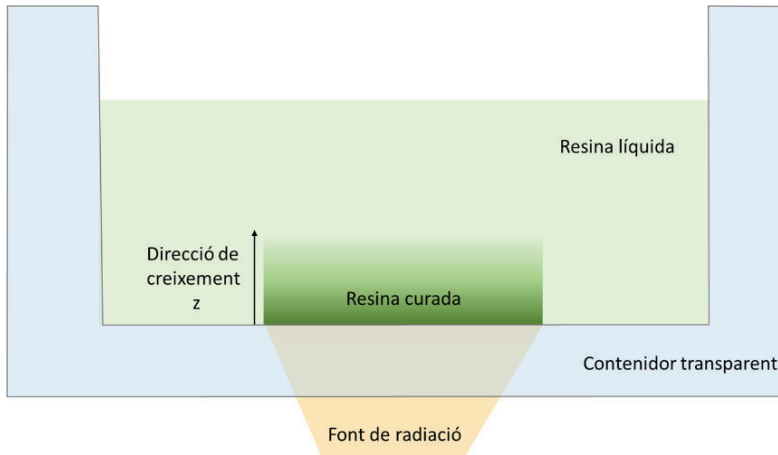 Resina líquida
Direcció de
creixement
z
Resina curada
Contenidor transparent
Font de radiació